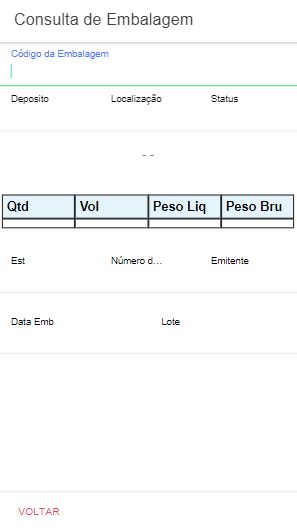 Consulta de Embalagem
Código da Embalagem
Deposito Localização Status
- -
Qtd Vol Peso Liq Peso Bru
Est Número d... Emitente
Data Emb Lote
VOLTAR